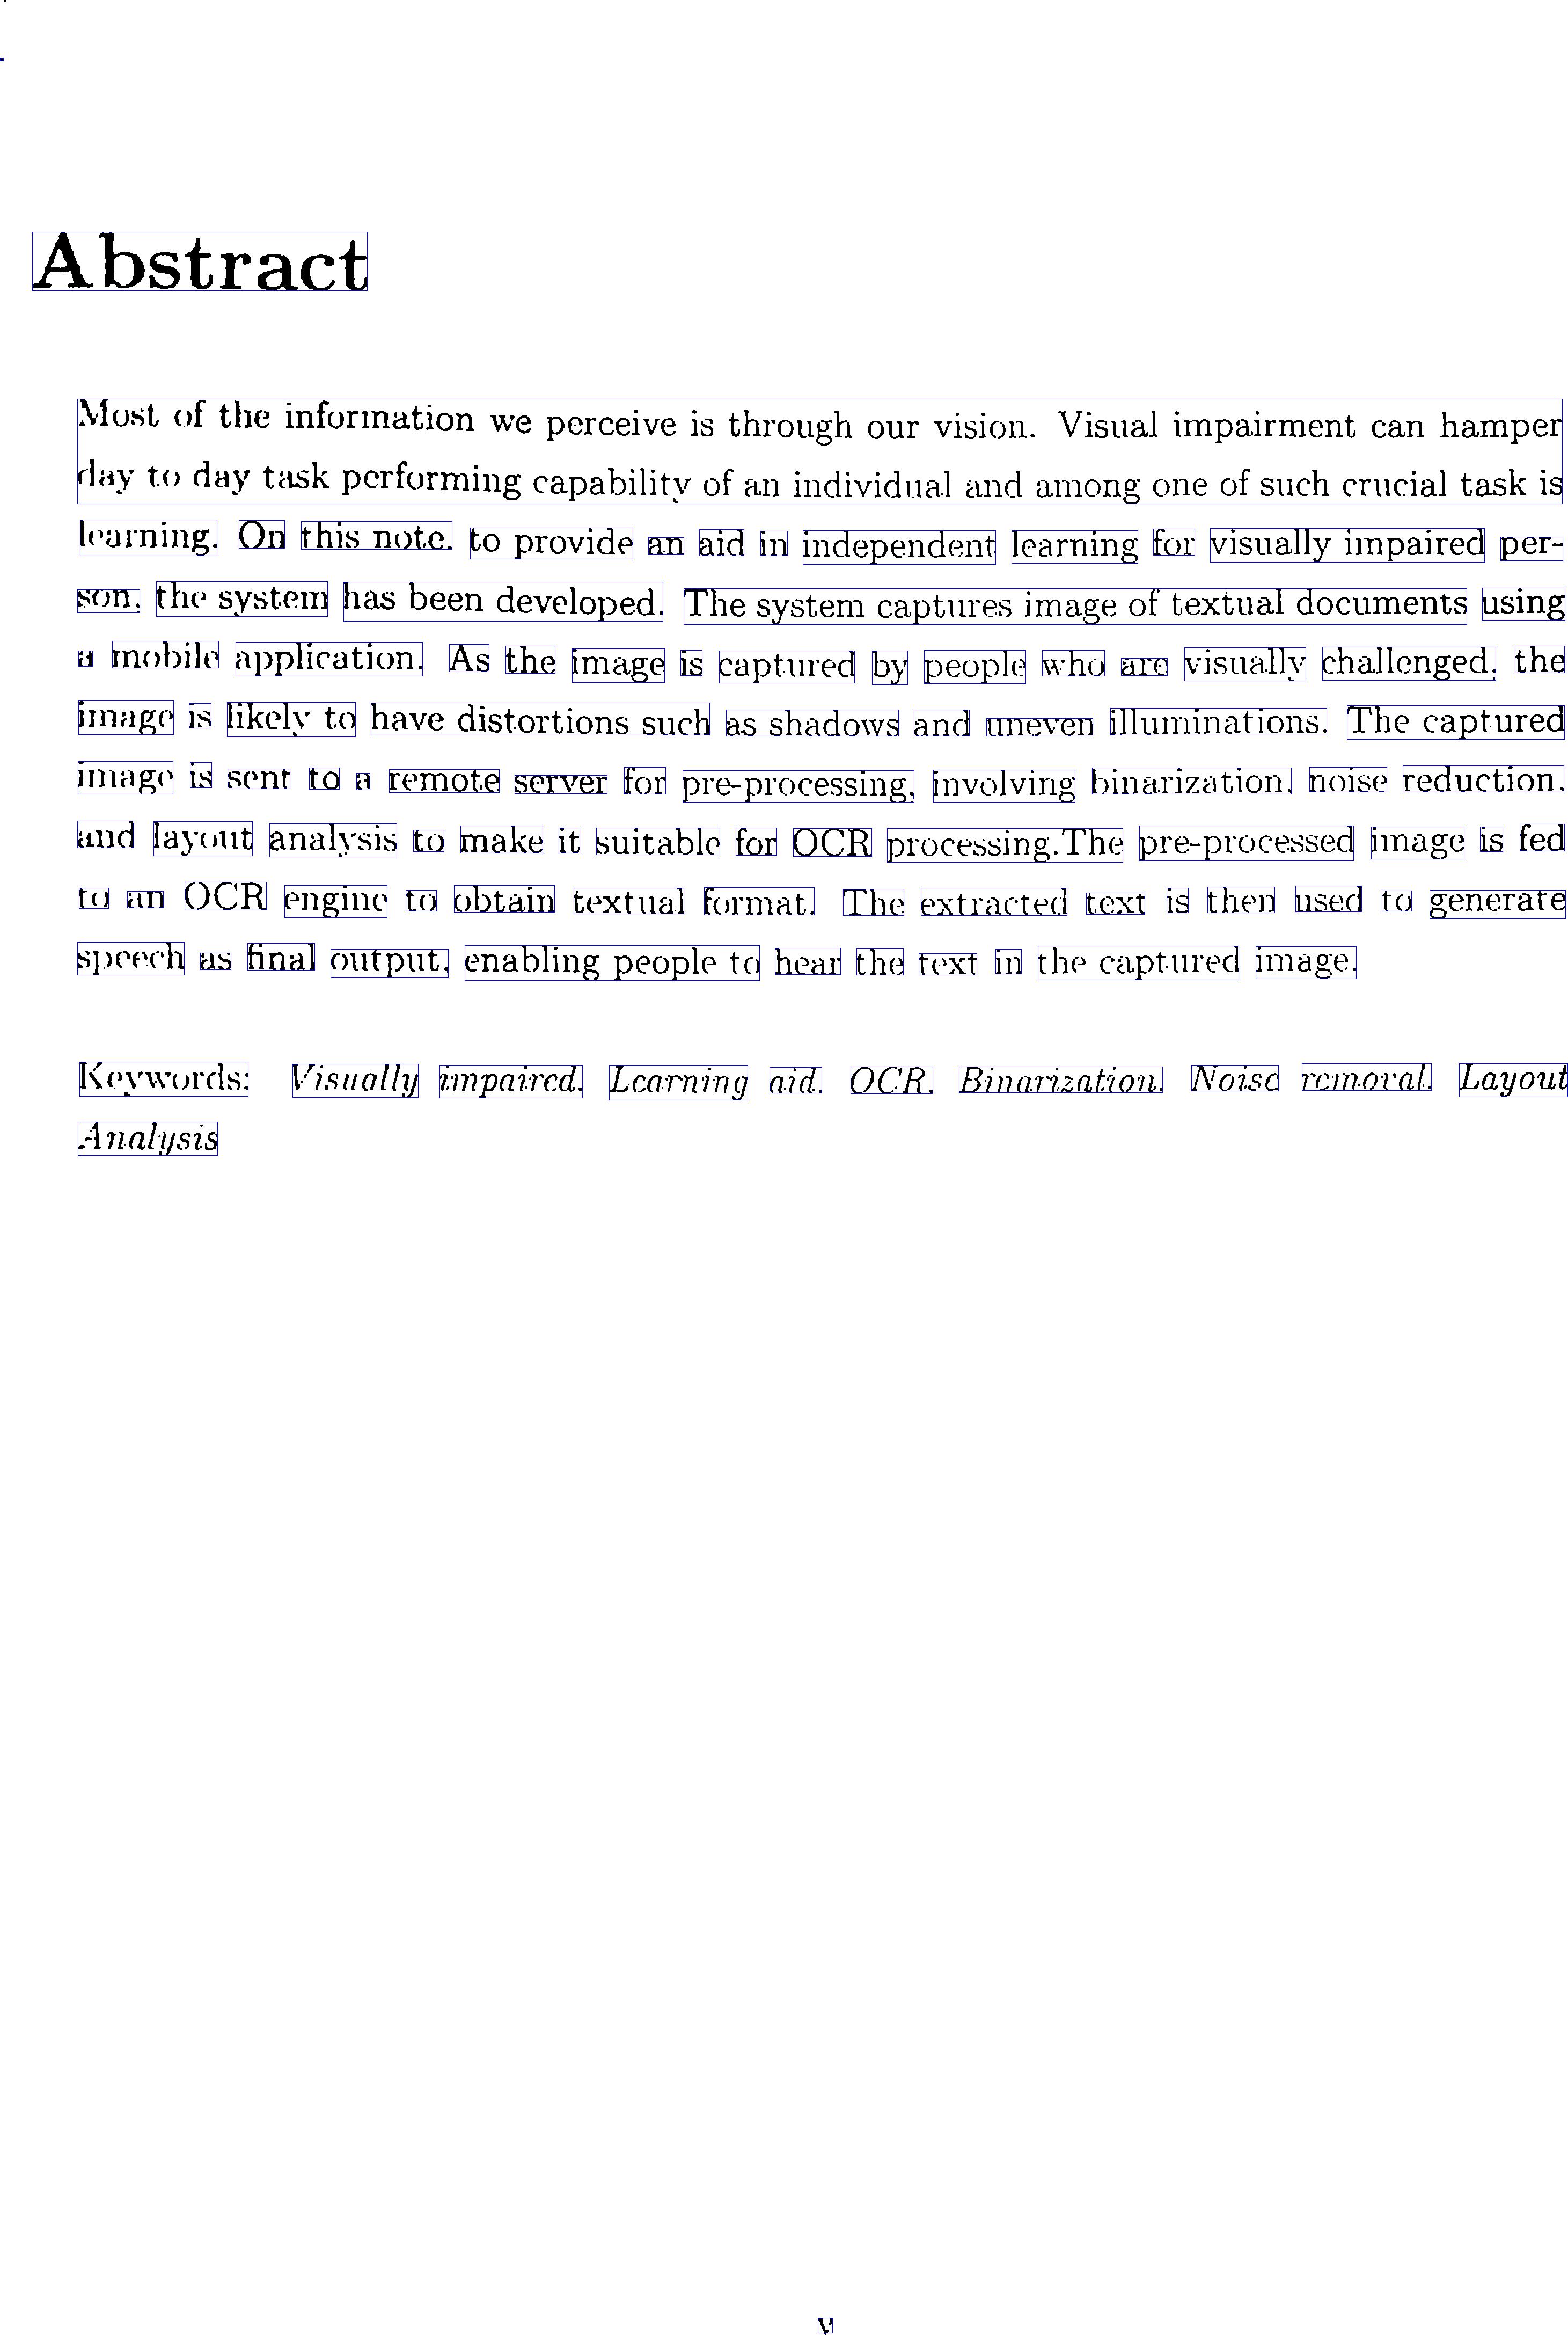 Abstract
Most of the information we perceive is through our vision. Visual impairment can hamper
day to day task performing capability of an individual and among one of such crucial task is
learning. On this note, to provide an aid in independent learning for visually impaired per-
son, the system has been developed. The system captures image of textual documents using
a mobile application. As the image is captured by people who are visually challenged, the
image is likely to have distortions such as shadows and uneven illuminations. The captured
image is sent to a remote server for pre-processing, involving binarization, noise reduction,
and layout analysis to make it suitable for OCR processing.The pre-processed image is fed
to an OCR engine to obtain textual format. The extracted text is then used to generate
speech as final output, enabling people to hear the text in the captured image.
Keywords: Visually impaired, Learning aid, OCR, Binarization, Noise removal, Layout
Analysis
v